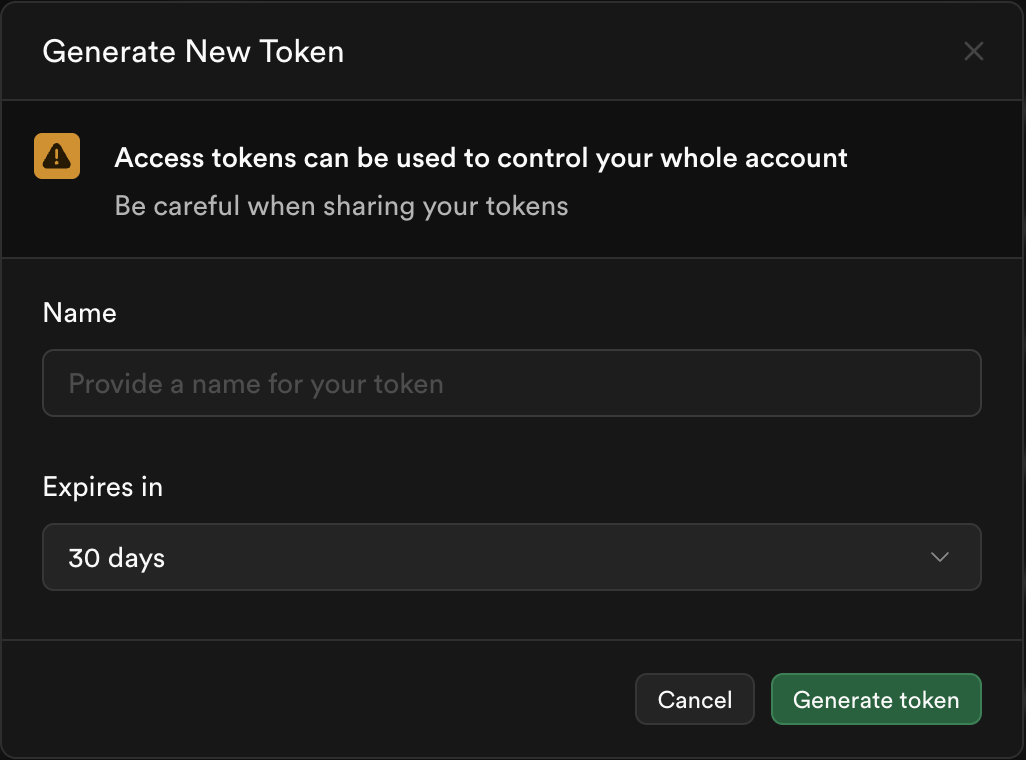 Generate New Token
Access tokens can be used to control your whole account
Be careful when sharing your tokens
Name
Provide a name for your token
Expires in
30 days
Cancel
Generate token